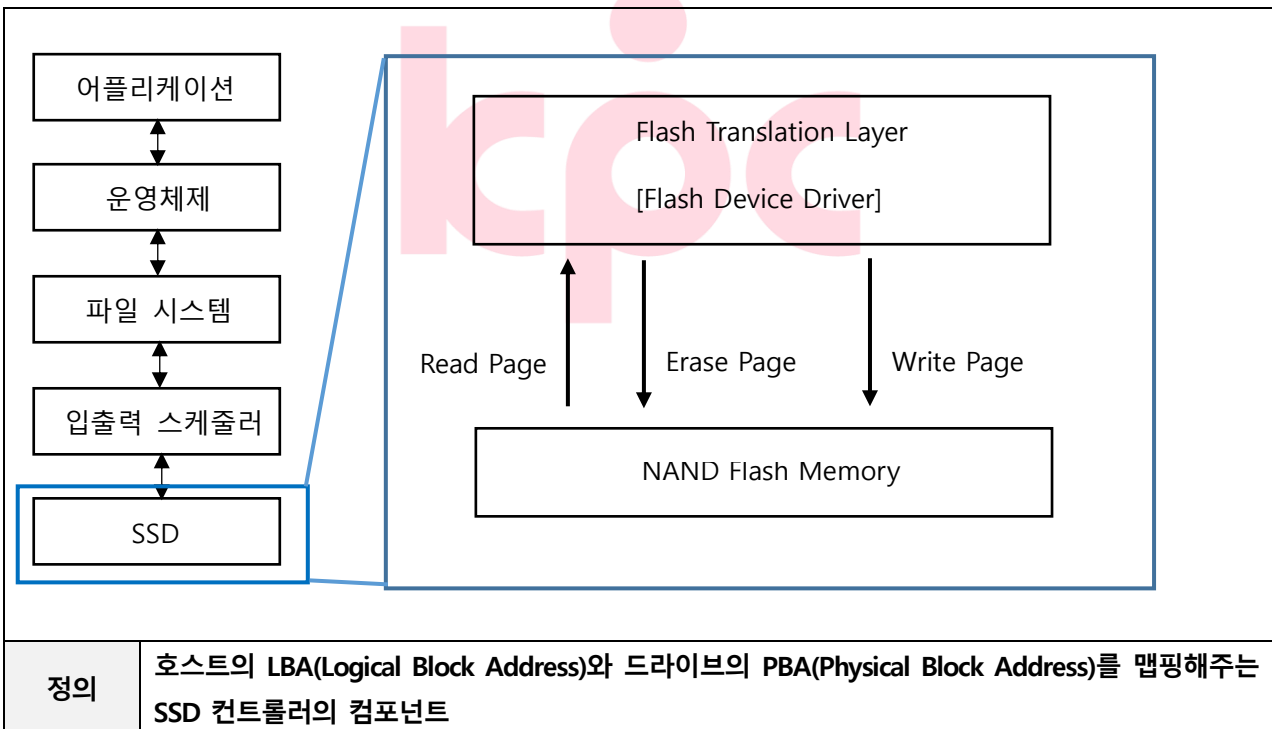 kpc
어플리케이션
운영체제
파일 시스템
입출력 스케줄러
SSD
Flash Translation Layer
[Flash Device Driver]
Read Page
Erase Page
Write Page
NAND Flash Memory
정의
호스트의 LBA(Logical Block Address)와 드라이브의 PBA(Physical Block Address)를 맵핑해주는
SSD 컨트롤러의 컴포넌트